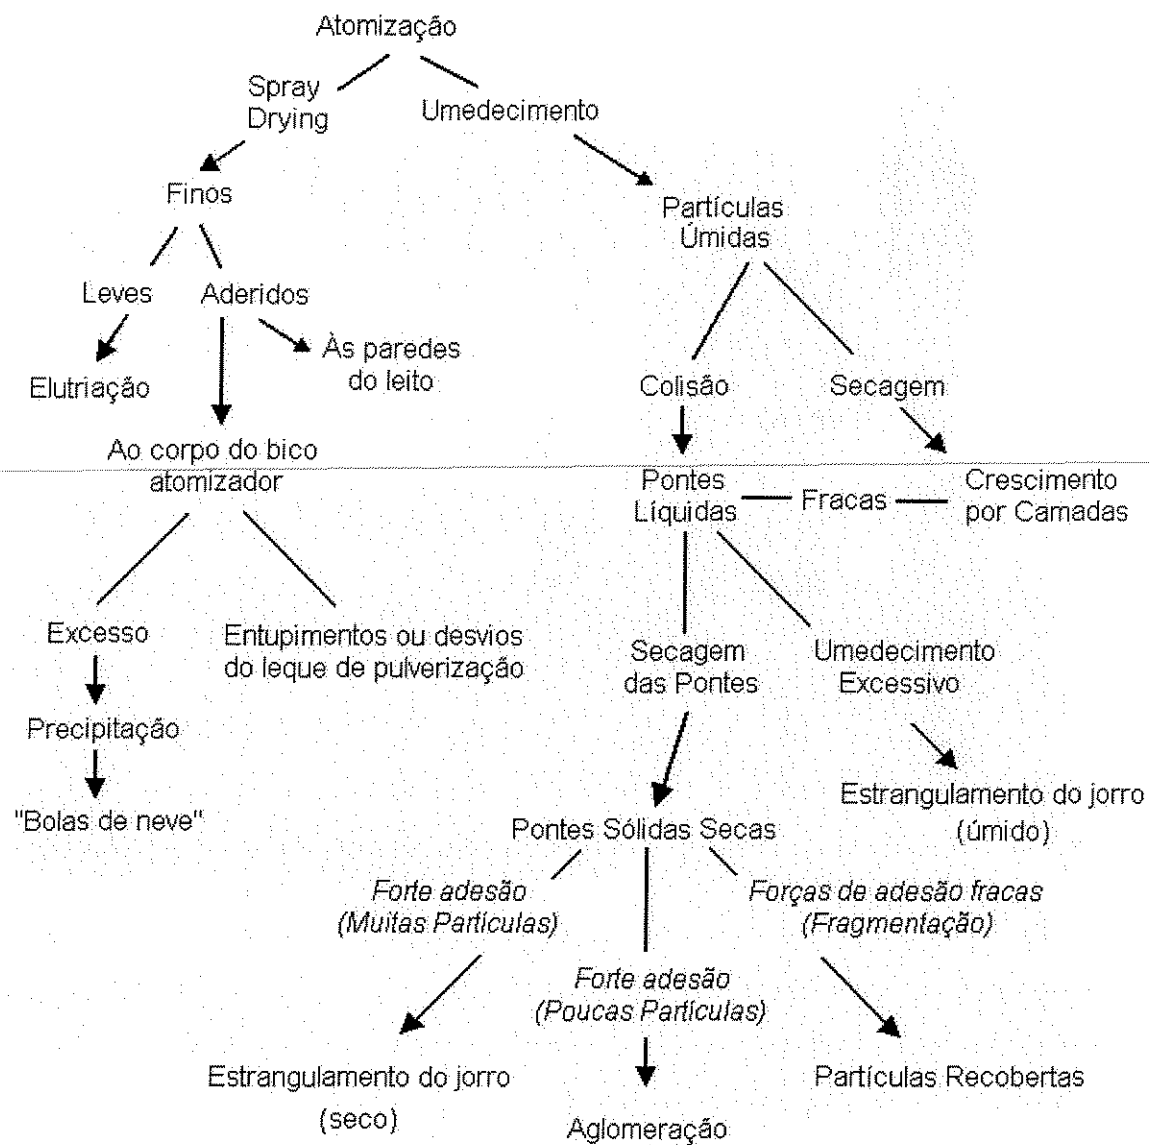 Atomização
Spray
Drying
Umedecimento
Finos
Partículas
Úmidas
Leves
Aderidos
Às paredes
do leito
Elutriação
Colisão
Secagem
Ao corpo do bico
atomizador
Pontes
Líquidas
Fracas
Crescimento
por Camadas
Excesso
Entupimentos ou desvios
do leque de pulverização
Secagem
das Pontes
Umedecimento
Excessivo
Precipitação
"Bolas de neve"
Estrangulamento do jorro
(úmido)
Pontes Sólidas Secas
Forte adesão
(Muitas Partículas)
Forças de adesão fracas
(Fragmentação)
Forte adesão
(Poucas Partículas)
Estrangulamento do jorro
(seco)
Partículas Recobertas
Aglomeração